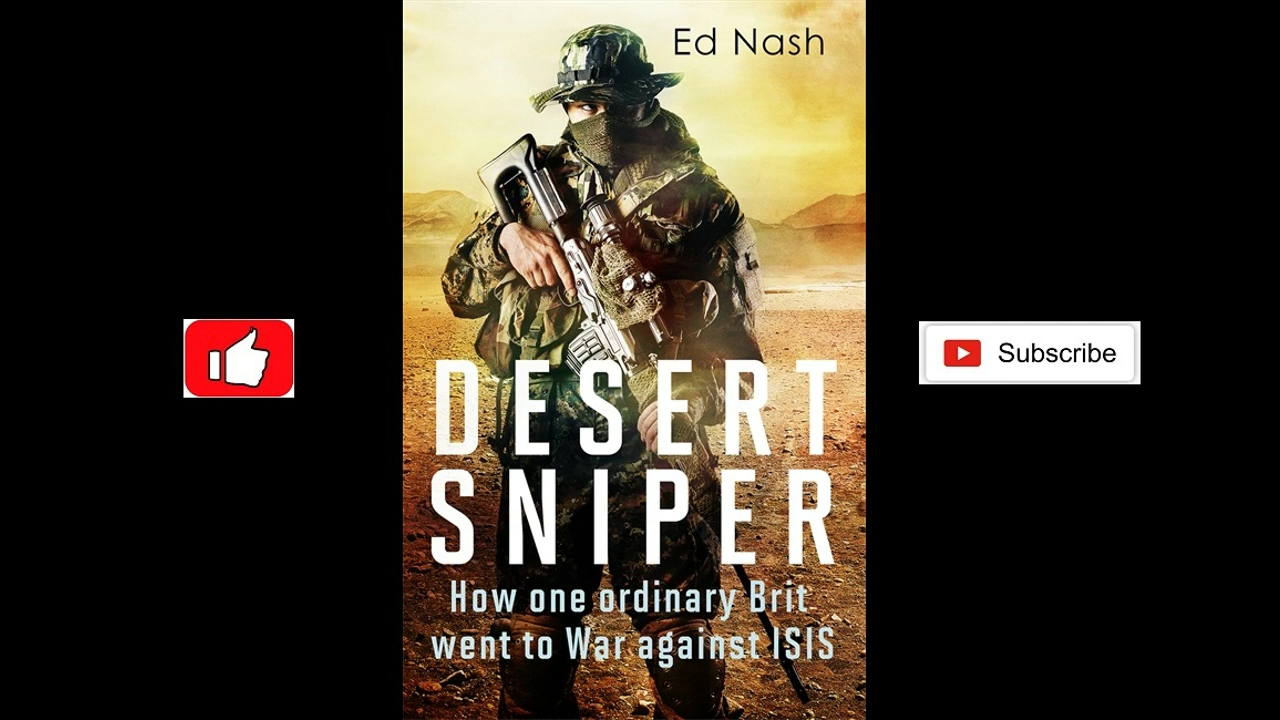 Ed Nash
DESERT
SNIPER
How one ordinary Brit
went to War against ISIS
Subscribe